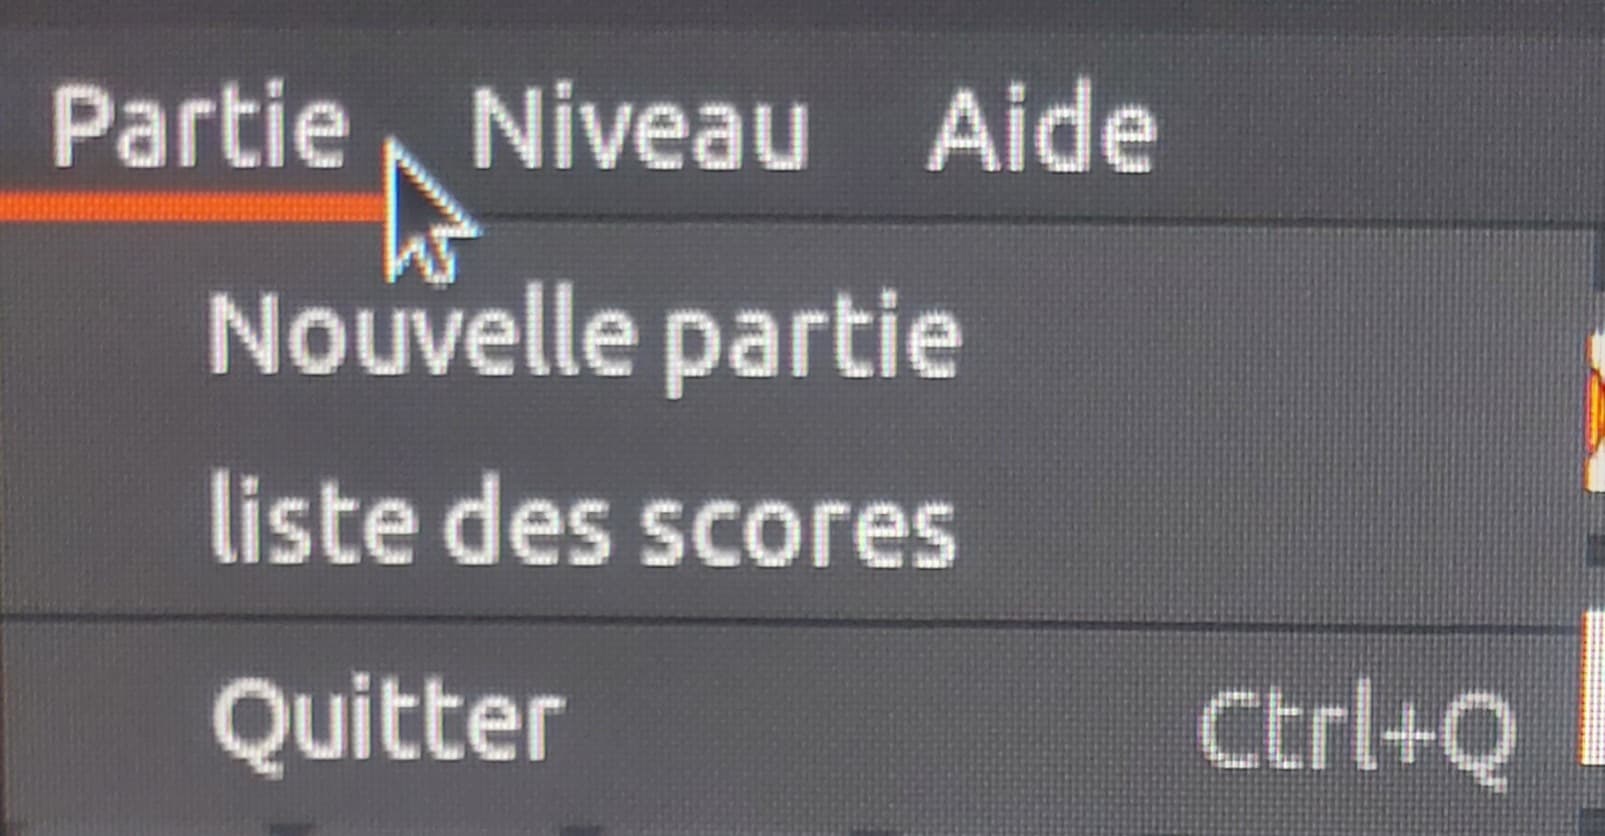 Partie Niveau Aide
Nouvelle partie
liste des scores
Quitter Ctrl+Q